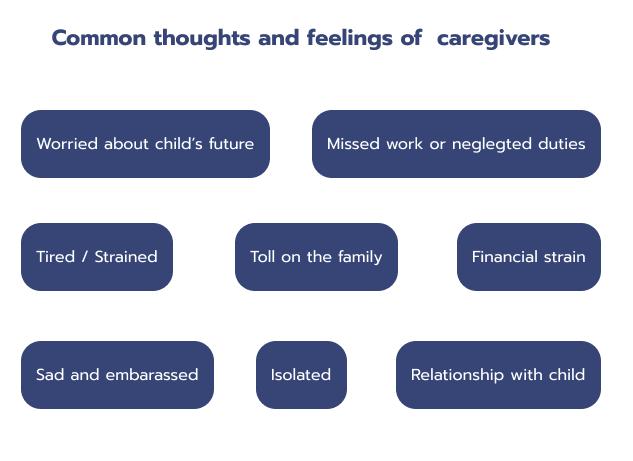 Common thoughts and feelings of  caregivers
Worried about child's future
Missed work or neglegted duties
Tired / Strained
Toll on the family
Financial strain
Sad and embarassed
Isolated
Relationship with child